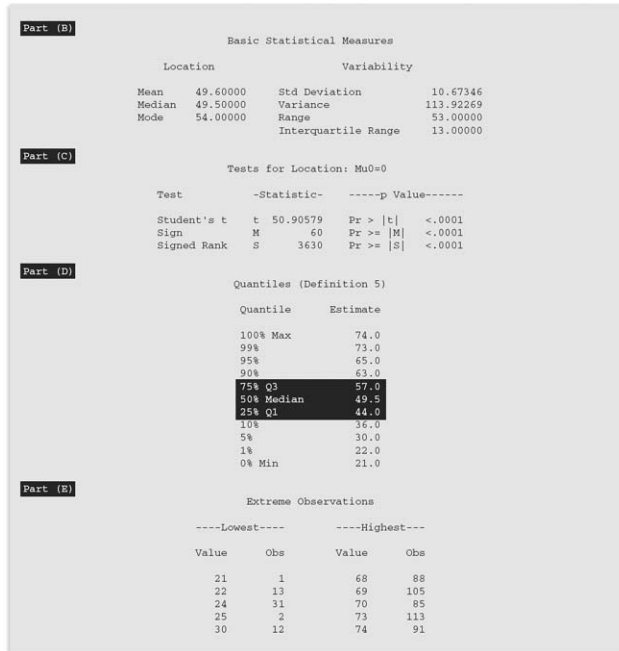 Part (B)
Basic Statistical Measures
Location Variability
Mean 49.60000 Std Deviation 10.67346
Median 49.50000 Variance 113.92269
Mode 54.00000 Range 53.00000
Interquartile Range 13.00000
Part (C)
Tests for Location: Mu0=0
Test -Statistic- -----p Value------
Student's t t 50.90579 Pr > |t| <.0001
Sign M 60 Pr >= |M| <.0001
Signed Rank S 3630 Pr >= |S| <.0001
Part (D)
Quantiles (Definition 5)
Quantile Estimate
100% Max 74.0
99% 73.0
95% 65.0
90% 63.0
75% Q3 57.0
50% Median 49.5
25% Q1 44.0
10% 36.0
5% 30.0
1% 22.0
0% Min 21.0
Part (E)
Extreme Observations
----Lowest---- ----Highest---
Value Obs Value Obs
21 1 68 88
22 13 69 105
24 31 70 85
25 2 73 113
30 12 74 91